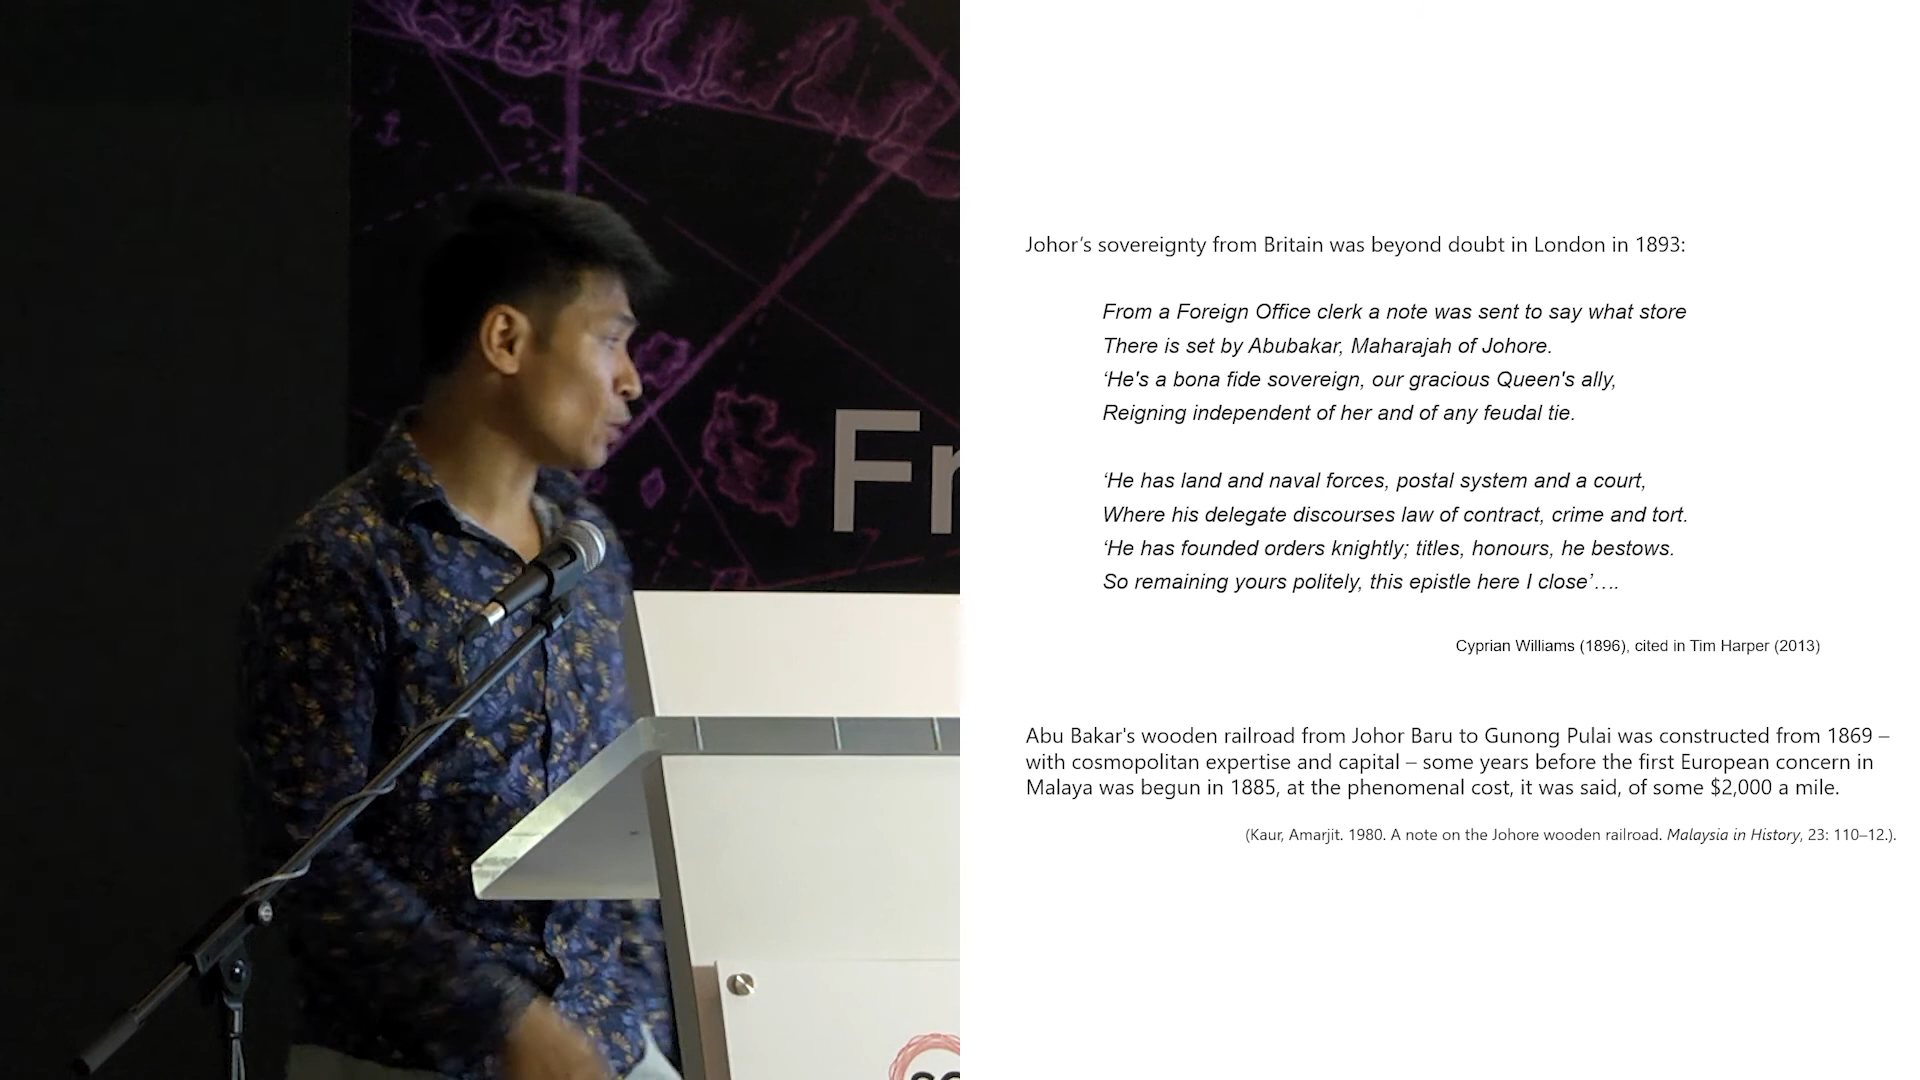 Fr
Johor’s sovereignty from Britain was beyond doubt in London in 1893:
From a Foreign Office clerk a note was sent to say what store
There is set by Abubakar, Maharajah of Johore.
‘He's a bona fide sovereign, our gracious Queen's ally,
Reigning independent of her and of any feudal tie.
‘He has land and naval forces, postal system and a court,
Where his delegate discourses law of contract, crime and tort.
‘He has founded orders knightly; titles, honours, he bestows.
So remaining yours politely, this epistle here I close’….
Cyprian Williams (1896), cited in Tim Harper (2013)
Abu Bakar's wooden railroad from Johor Baru to Gunong Pulai was constructed from 1869 –
with cosmopolitan expertise and capital – some years before the first European concern in
Malaya was begun in 1885, at the phenomenal cost, it was said, of some $2,000 a mile.
(Kaur, Amarjit. 1980. A note on the Johore wooden railroad. Malaysia in History, 23: 110–12.).